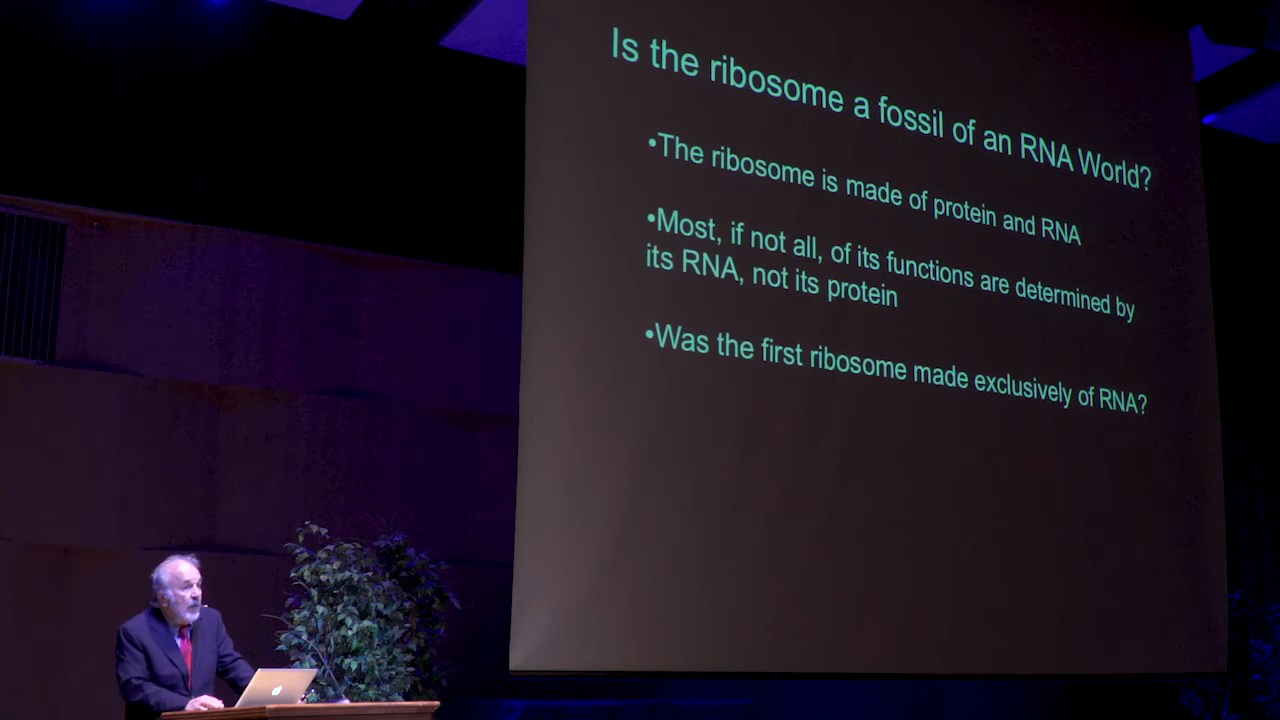 Is the ribosome a fossil of an RNA World?
•The ribosome is made of protein and RNA
•Most, if not all, of its functions are determined by
its RNA, not its protein
•Was the first ribosome made exclusively of RNA?